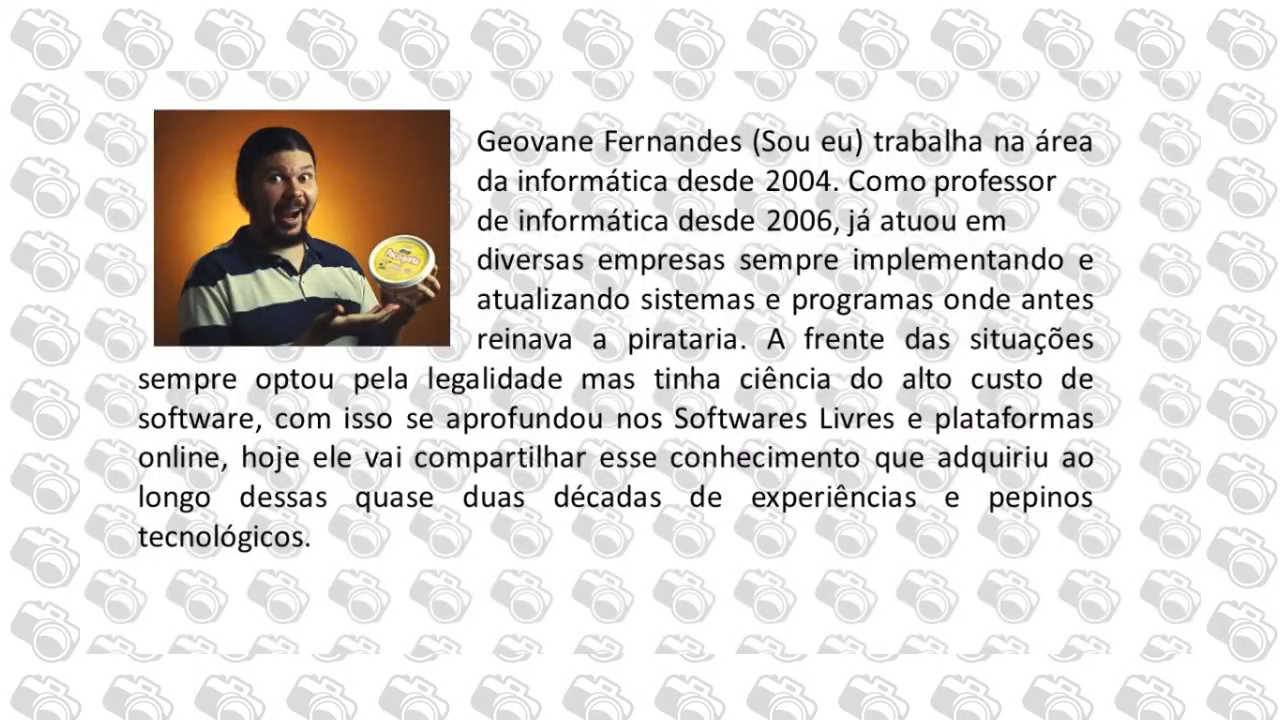 Geovane Fernandes (Sou eu) trabalha na área
da informática desde 2004. Como professor
de informática desde 2006, já atuou em
diversas empresas sempre implementando e
atualizando sistemas e programas onde antes
reinava a pirataria. A frente das situações
sempre optou pela legalidade mas tinha ciência do alto custo de
software, com isso se aprofundou nos Softwares Livres e plataformas
online, hoje ele vai compartilhar esse conhecimento que adquiriu ao
longo dessas quase duas décadas de experiências e pepinos
tecnológicos.